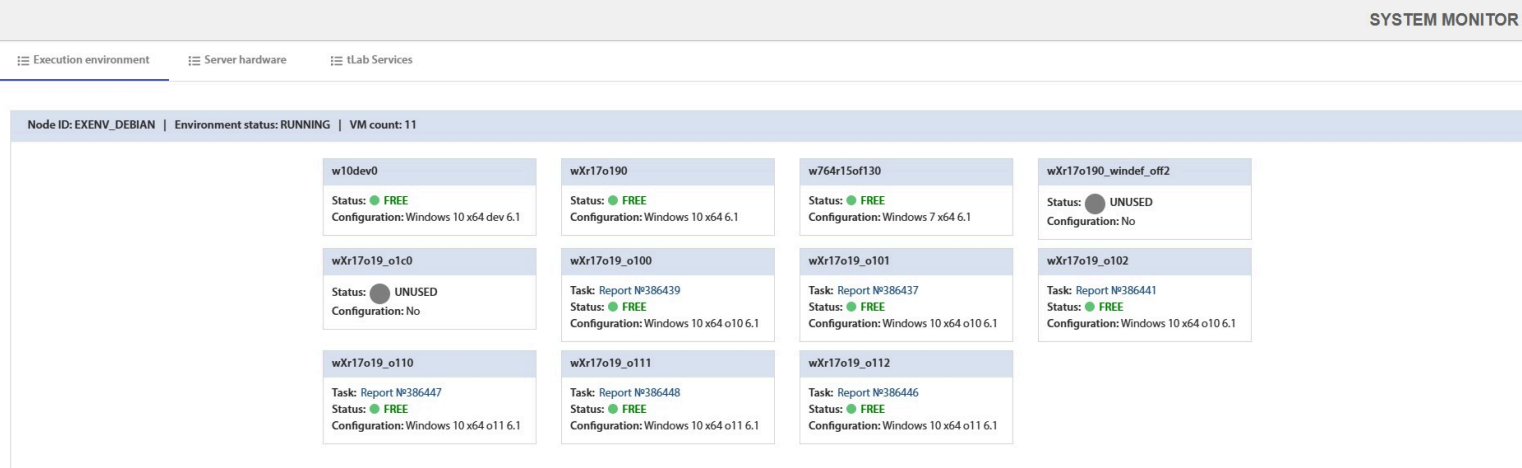 SYSTEM MONITOR
Execution environment Server hardware tLab Services
Node ID: EXENV_DEBIAN | Environment status: RUNNING | VM count: 11
w10dev0
Status: FREE
Configuration: Windows 10 x64 dev 6.1
wXr17o190
Status: FREE
Configuration: Windows 10 x64 6.1
w764r15of130
Status: FREE
Configuration: Windows 7 x64 6.1
wXr17o190_windef_off2
Status: UNUSED
Configuration: No
wXr17o19_o1c0
Status: UNUSED
Configuration: No
wXr17o19_o100
Task: Report №386439
Status: FREE
Configuration: Windows 10 x64 o10 6.1
wXr17o19_o101
Task: Report №386437
Status: FREE
Configuration: Windows 10 x64 o10 6.1
wXr17o19_o102
Task: Report №386441
Status: FREE
Configuration: Windows 10 x64 o10 6.1
wXr17o19_o110
Task: Report №386447
Status: FREE
Configuration: Windows 10 x64 o11 6.1
wXr17o19_o111
Task: Report №386448
Status: FREE
Configuration: Windows 10 x64 o11 6.1
wXr17o19_o112
Task: Report №386446
Status: FREE
Configuration: Windows 10 x64 o11 6.1